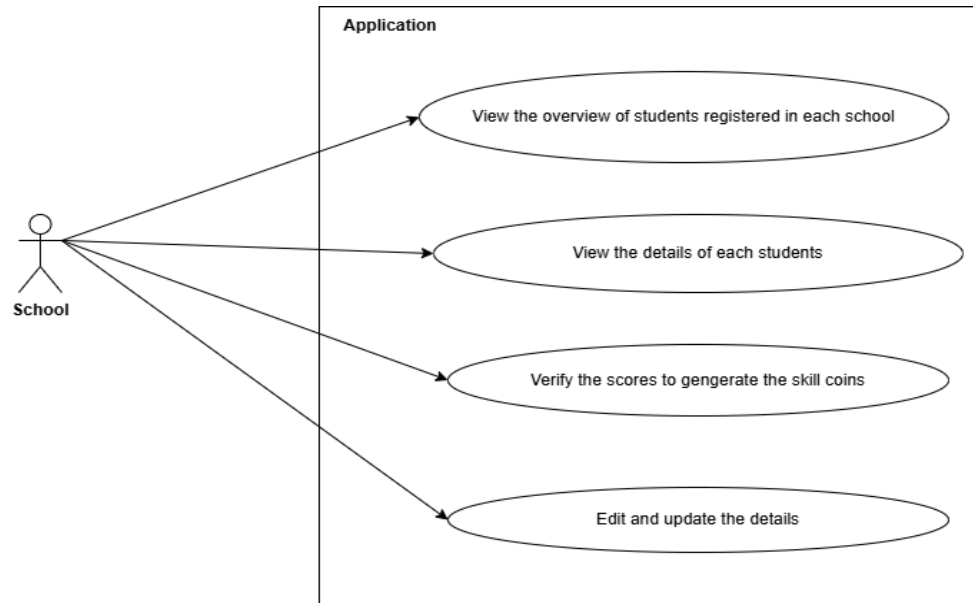 Application
View the overview of students registered in each school
View the details of each students
School
Verify the scores to gengerate the skill coins
Edit and update the details